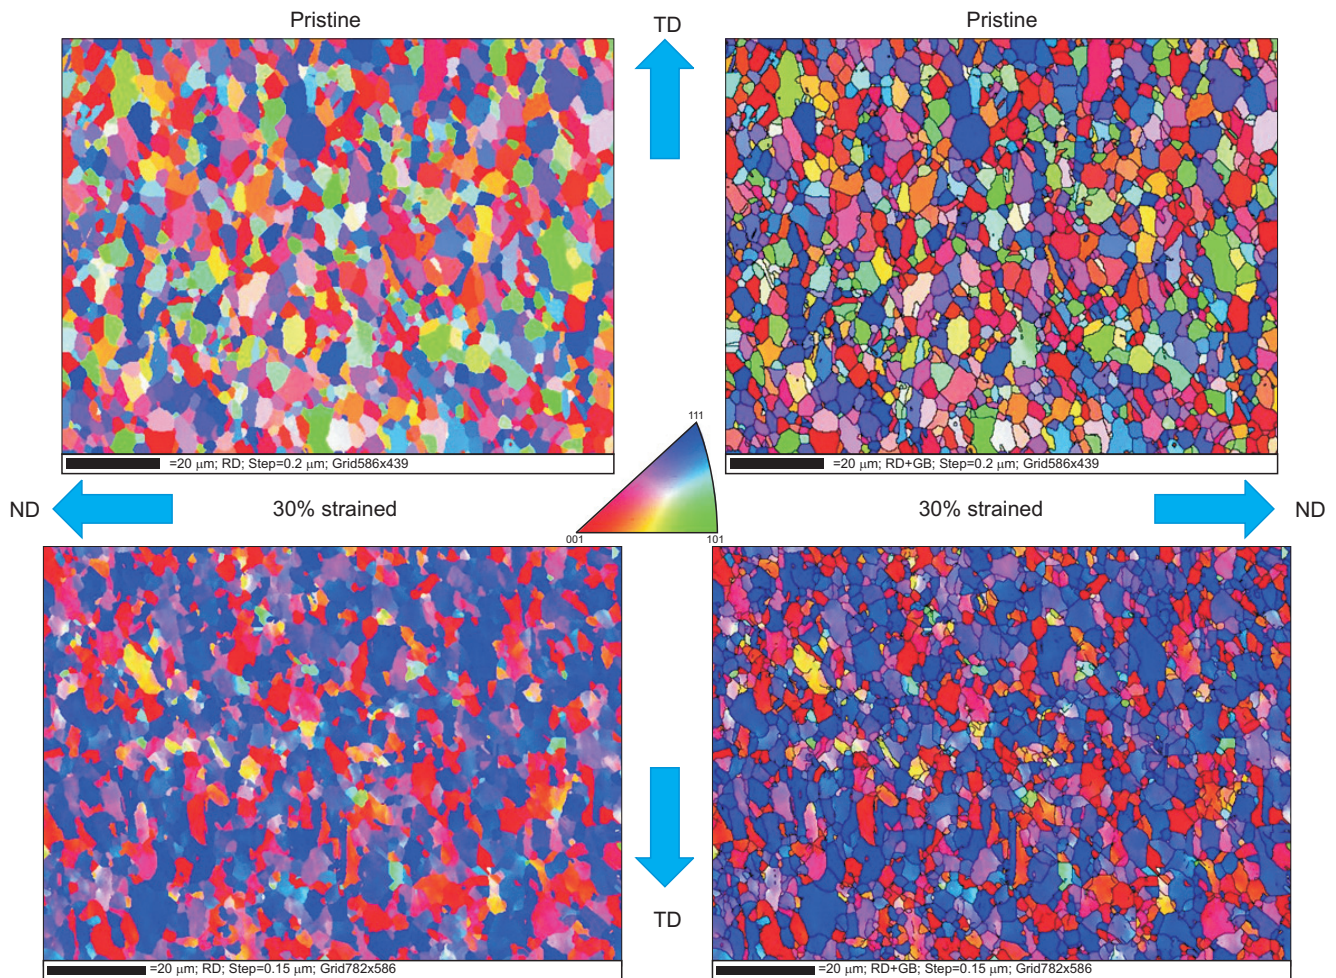 Pristine
TD
Pristine
=20 μm; RD; Step=0.2 μm; Grid586x439
=20 μm; RD+GB; Step=0.2 μm; Grid586x439
111
001
101
ND
30% strained
30% strained
ND
TD
=20 μm; RD; Step=0.15 μm; Grid782x586
=20 μm; RD+GB; Step=0.15 μm; Grid782x586